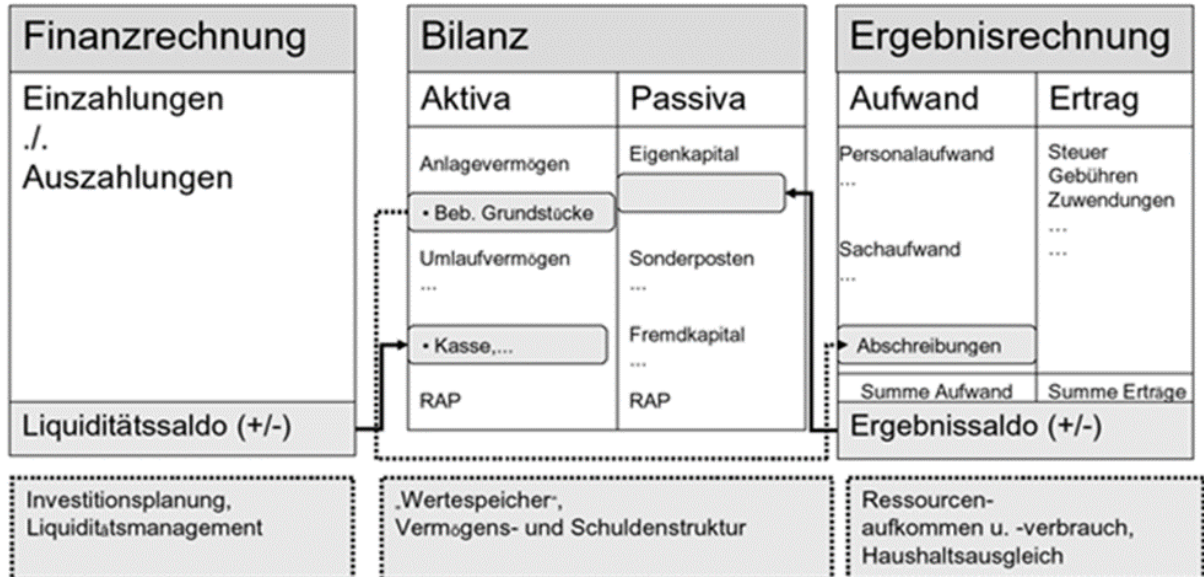 Finanzrechnung
Einzahlungen
./.
Auszahlungen
Liquiditätssaldo (+/-)
Investitionsplanung,
Liquiditätsmanagement
Bilanz
Aktiva
Anlagevermögen
• Beb. Grundstücke
Umlaufvermögen
...
• Kasse,...
RAP
Passiva
Eigenkapital
Sonderposten
...
Fremdkapital
...
RAP
„Wertespeicher“,
Vermögens- und Schuldenstruktur
Ergebnisrechnung
Aufwand
Personalaufwand
...
Sachaufwand
...
Abschreibungen
Summe Aufwand
Ertrag
Steuer
Gebühren
Zuwendungen
...
...
Summe Erträge
Ergebnissaldo (+/-)
Ressourcen-
aufkommen u. -verbrauch,
Haushaltsausgleich